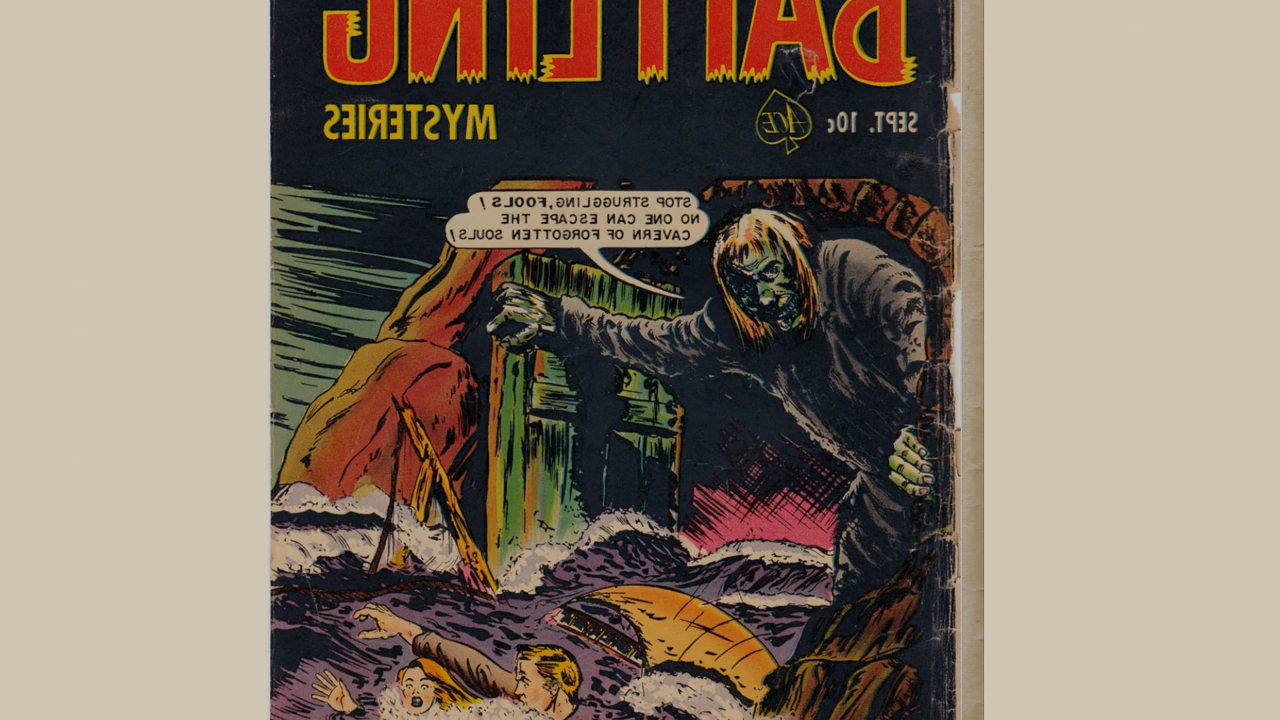 BAFFLING
SEPT. 10¢
ACE
MYSTERIES
STOP STRUGGLING, FOOLS!
NO ONE CAN ESCAPE THE
CAVERN OF FORGOTTEN SOULS!